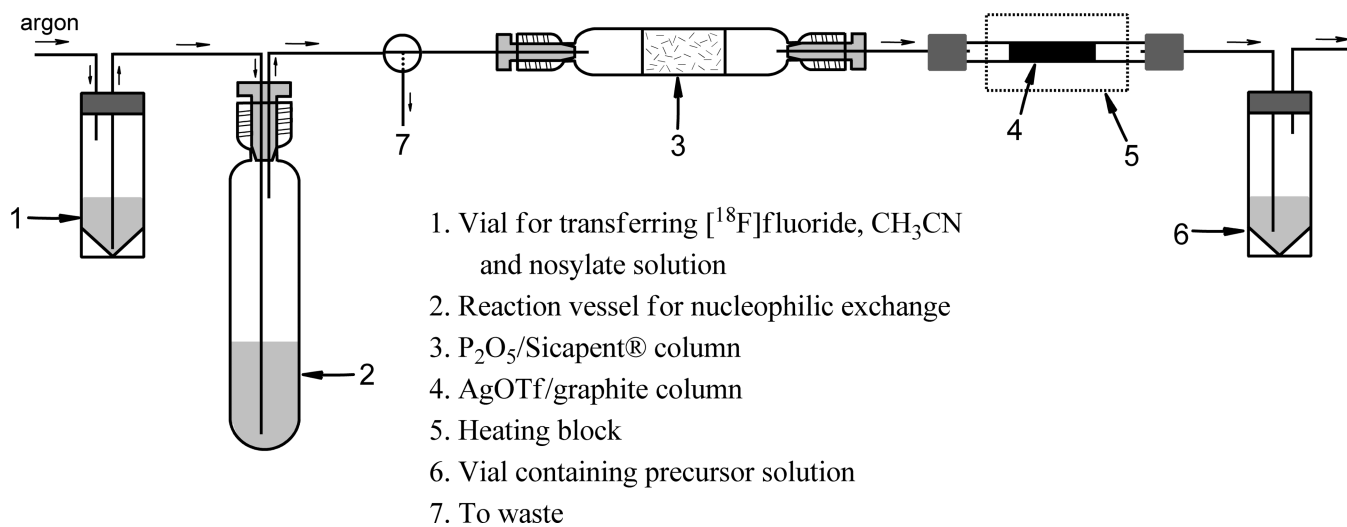 argon
1
2
3
4
5
6
7
1. Vial for transferring [¹⁸F]fluoride, CH₃CN
and nosylate solution
2. Reaction vessel for nucleophilic exchange
3. P₂O₅/Sicapent® column
4. AgOTf/graphite column
5. Heating block
6. Vial containing precursor solution
7. To waste